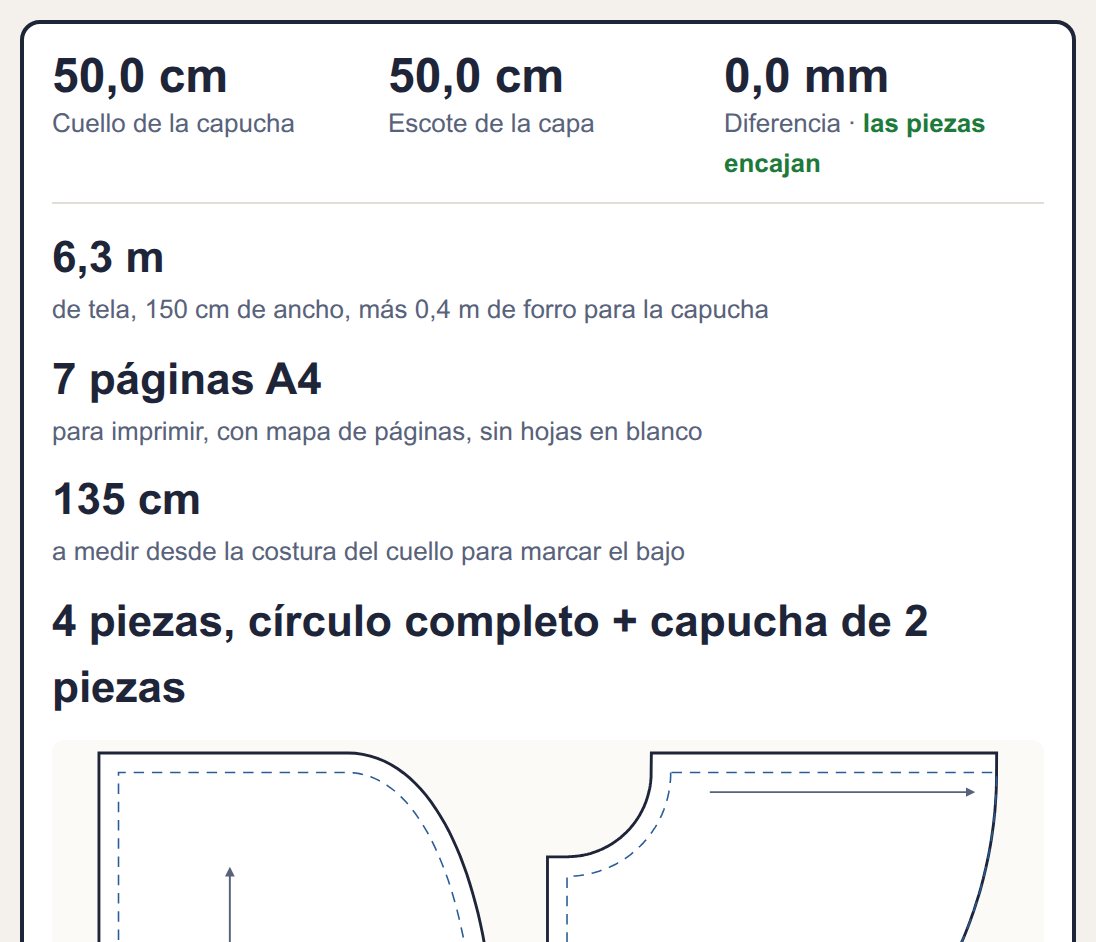 50,0 cm
50,0 cm
0,0 mm
Cuello de la capucha
Escote de la capa
Diferencia · las piezas
encajan
6,3 m
de tela, 150 cm de ancho, más 0,4 m de forro para la capucha
7 páginas A4
para imprimir, con mapa de páginas, sin hojas en blanco
135 cm
a medir desde la costura del cuello para marcar el bajo
4 piezas, círculo completo + capucha de 2
piezas